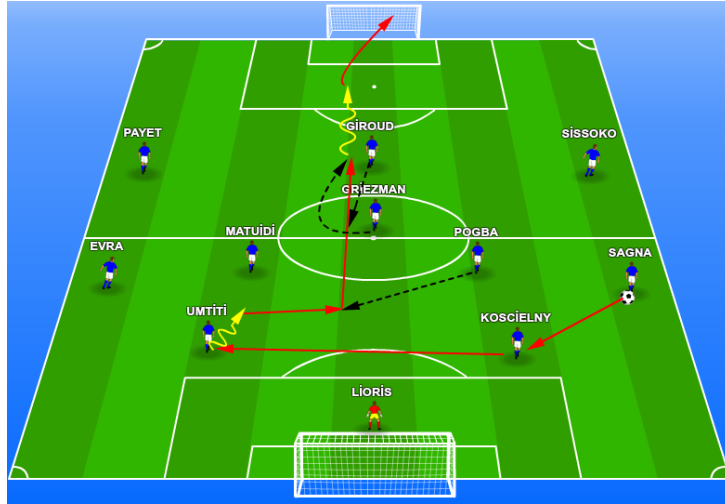 GİROUD
PAYET
SİSSOKO
GRİEZMAN
MATUİDİ
POGBA
EVRA
SAGNA
UMTİTİ
KOSCİELNY
LİORİS